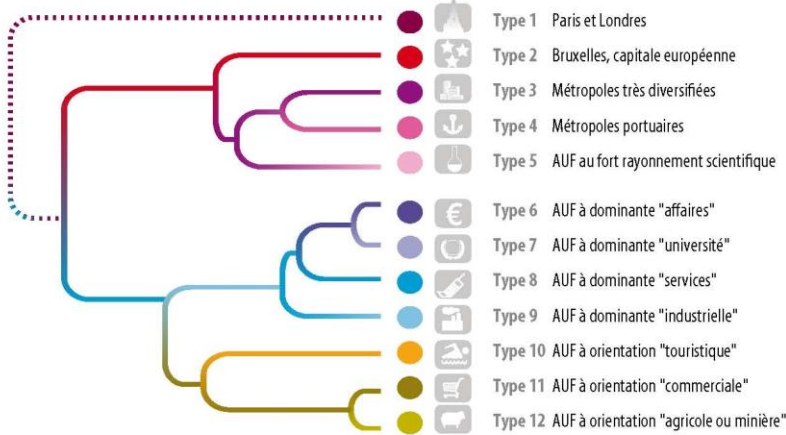 Type 1 Paris et Londres
Type 2 Bruxelles, capitale européenne
Type 3 Métropoles très diversifiées
Type 4 Métropoles portuaires
Type 5 AUF au fort rayonnement scientifique
Type 6 AUF à dominante "affaires"
Type 7 AUF à dominante "université"
Type 8 AUF à dominante "services"
Type 9 AUF à dominante "industrielle"
Type 10 AUF à orientation "touristique"
Type 11 AUF à orientation "commerciale"
Type 12 AUF à orientation "agricole ou minière"